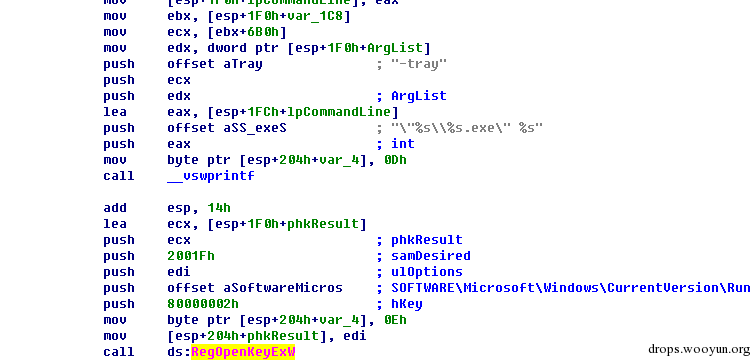 mov [esp+1F0h+lpCommandLine], eax
mov ebx, [esp+1F0h+var_1C8]
mov ecx, [ebx+6B0h]
mov edx, dword ptr [esp+1F0h+ArgList]
push offset aTray ; "-tray"
push ecx
push edx ; ArgList
lea eax, [esp+1FCh+lpCommandLine]
push offset aSS_exeS ; "\"%s\\%s.exe\" %s"
push eax ; int
mov byte ptr [esp+204h+var_4], 0Dh
call __vswprintf
add esp, 14h
lea ecx, [esp+1F0h+phkResult]
push ecx ; phkResult
push 2001Fh ; samDesired
push edi ; ulOptions
push offset aSoftwareMicros ; SOFTWARE\Microsoft\Windows\CurrentVersion\Run
push 80000002h ; hKey
mov byte ptr [esp+204h+var_4], 0Eh
mov [esp+204h+phkResult], edi
call ds:RegOpenKeyExW
drops.wooyun.org